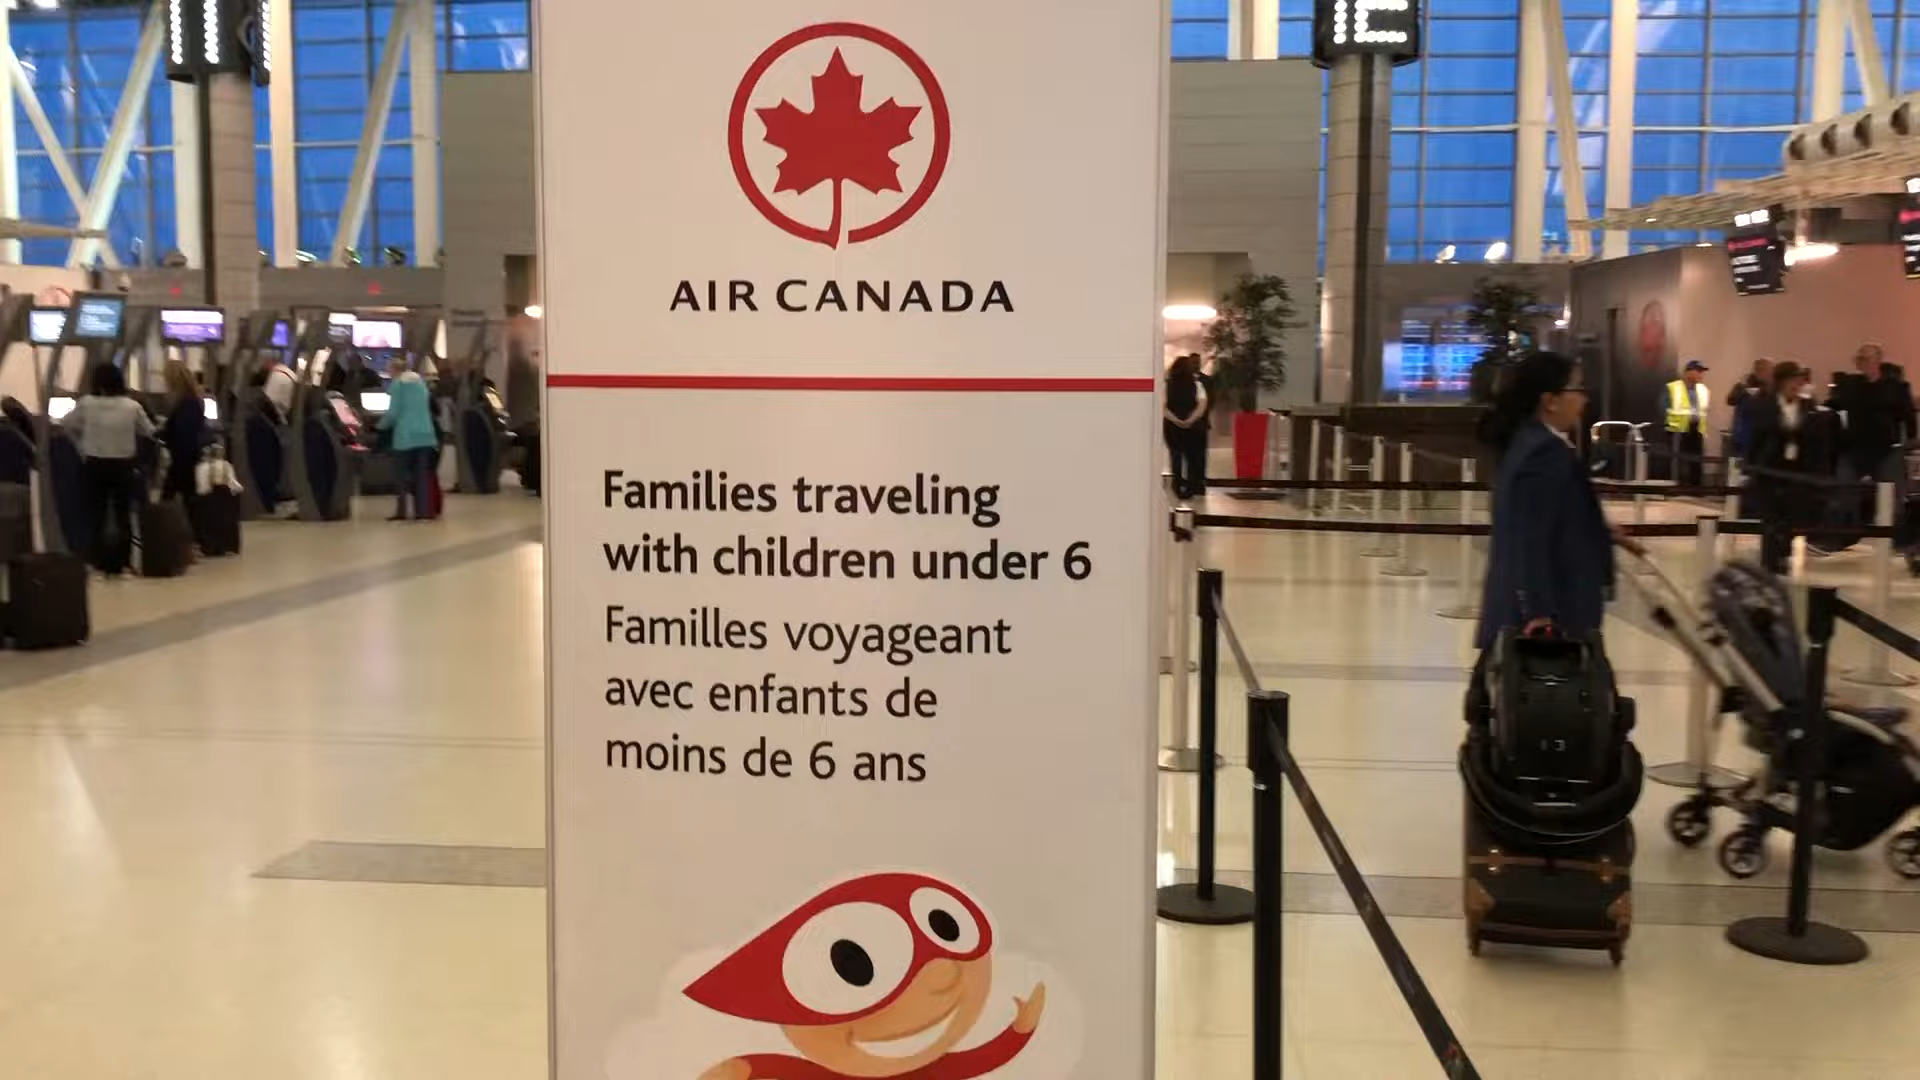 AIR CANADA
Families traveling
with children under 6
Familles voyageant
avec enfants de
moins de 6 ans